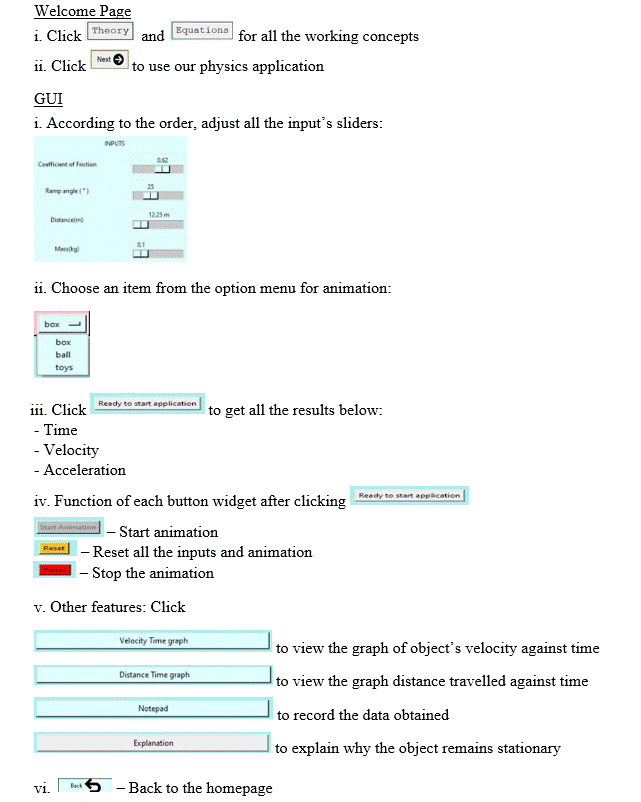 Welcome Page
i. Click Theory and Equations for all the working concepts
ii. Click Next to use our physics application
GUI
i. According to the order, adjust all the input's sliders:
INPUTS
Coefficient of Friction 0.62
Ramp angle (°) 25
Distance(m) 12.25 m
Mass(kg) 0.1
ii. Choose an item from the option menu for animation:
box
box
ball
toys
iii. Click Ready to start application to get all the results below:
- Time
- Velocity
- Acceleration
iv. Function of each button widget after clicking Ready to start application
Start Animation – Start animation
Reset – Reset all the inputs and animation
– Stop the animation
v. Other features: Click
Velocity Time graph to view the graph of object's velocity against time
Distance Time graph to view the graph distance travelled against time
Notepad to record the data obtained
Explanation to explain why the object remains stationary
vi. Back – Back to the homepage